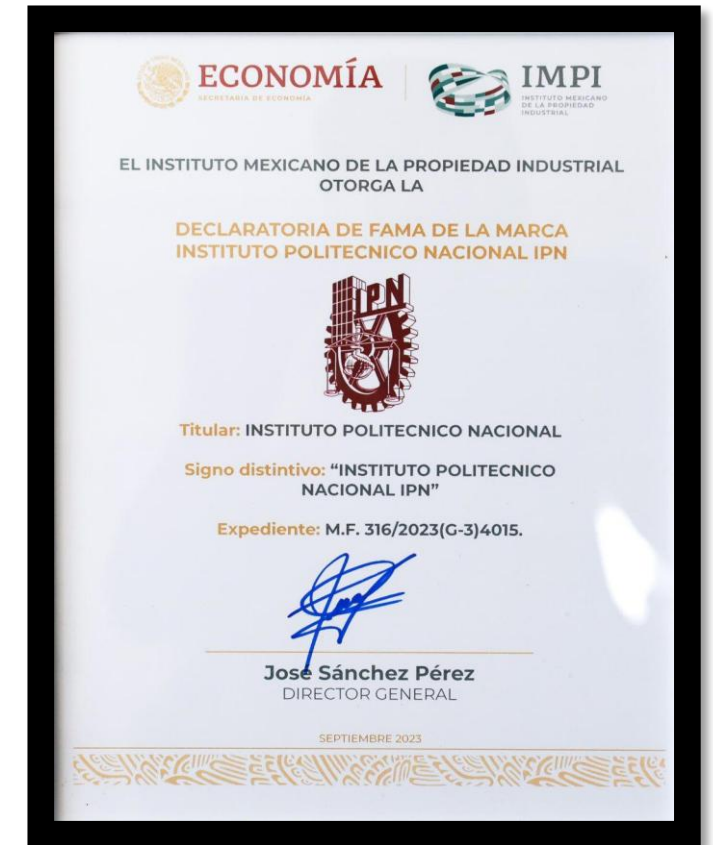 ECONOMÍA
SECRETARÍA DE ECONOMÍA
IMPI
INSTITUTO MEXICANO
DE LA PROPIEDAD
INDUSTRIAL
EL INSTITUTO MEXICANO DE LA PROPIEDAD INDUSTRIAL
OTORGA LA
DECLARATORIA DE FAMA DE LA MARCA
INSTITUTO POLITECNICO NACIONAL IPN
IPN
Titular: INSTITUTO POLITECNICO NACIONAL
Signo distintivo: “INSTITUTO POLITECNICO
NACIONAL IPN”
Expediente: M.F. 316/2023(G-3)4015.
José Sánchez Pérez
DIRECTOR GENERAL
SEPTIEMBRE 2023